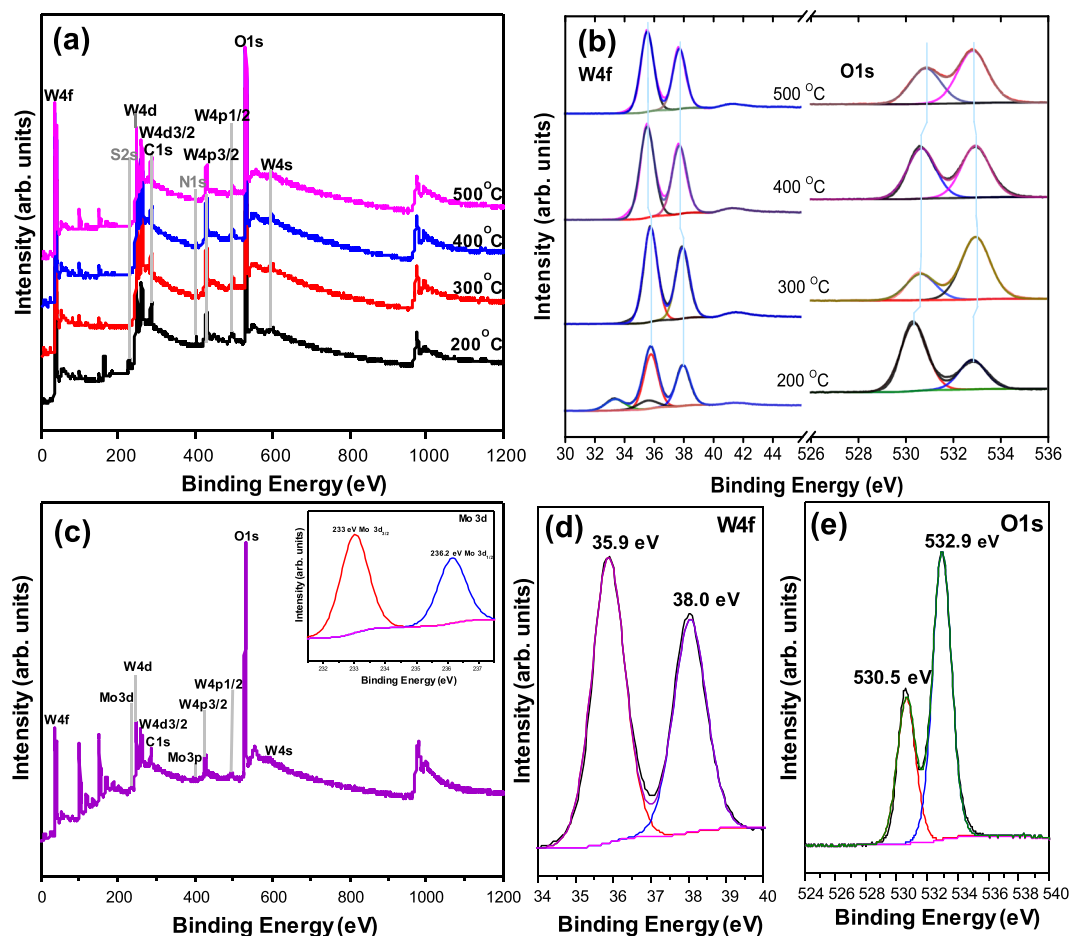 (a)
O1s
W4f
W4d
W4p1/2
W4d3/2
S2s
C1s
W4p3/2
W4s
N1s
500 °C
400 °C
300 °C
200 °C
Intensity (arb. units)
0 200 400 600 800 1000 1200
Binding Energy (eV)
(b)
W4f
O1s
500 °C
400 °C
300 °C
200 °C
Intensity (arb. units)
30 32 34 36 38 40 42 44 526 528 530 532 534 536
Binding Energy (eV)
(c)
O1s
W4d
Mo3d
W4p1/2
W4p3/2
W4f
W4d3/2
C1s
Mo3p
W4s
Intensity (arb. units)
0 200 400 600 800 1000 1200
Binding Energy (eV)
Mo 3d
233 eV Mo 3d3/2
236.2 eV Mo 3d1/2
Intensity (arb. units)
232 233 234 235 236 237
Binding Energy (eV)
(d)
W4f
35.9 eV
38.0 eV
Intensity (arb. units)
34 35 36 37 38 39 40
Binding Energy (eV)
(e)
O1s
532.9 eV
530.5 eV
Intensity (arb. units)
524 526 528 530 532 534 536 538 540
Binding Energy (eV)